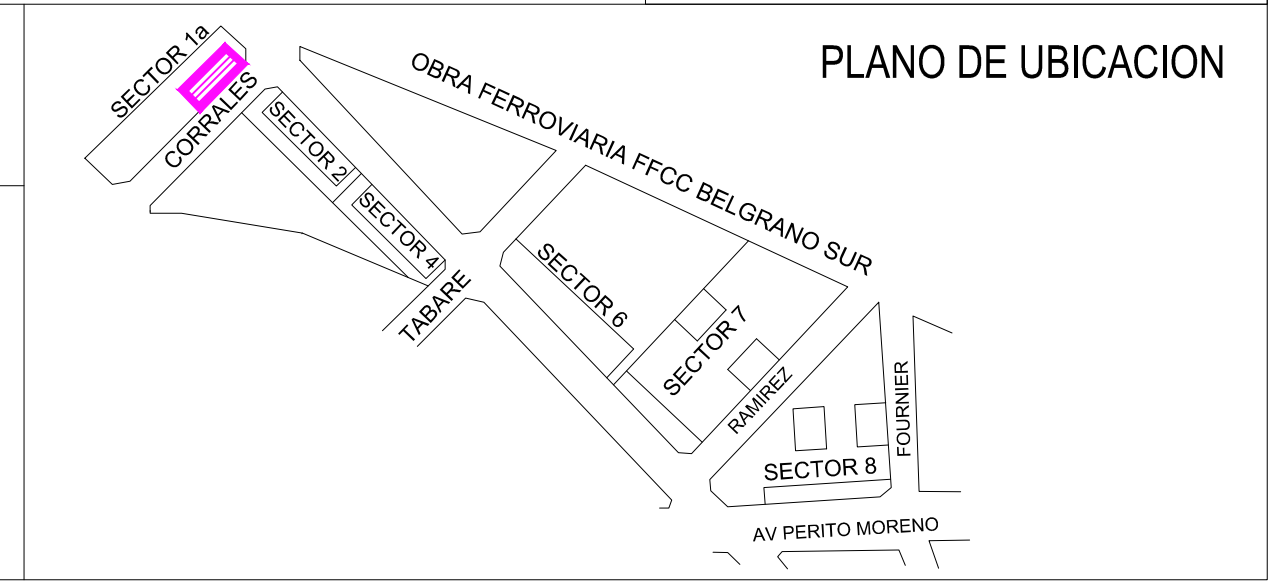 PLANO DE UBICACION
SECTOR 1a
CORRALES
OBRA FERROVIARIA FFCC BELGRANO SUR
SECTOR 2
SECTOR 4
TABARE
SECTOR 6
SECTOR 7
RAMIREZ
FOURNIER
SECTOR 8
AV PERITO MORENO